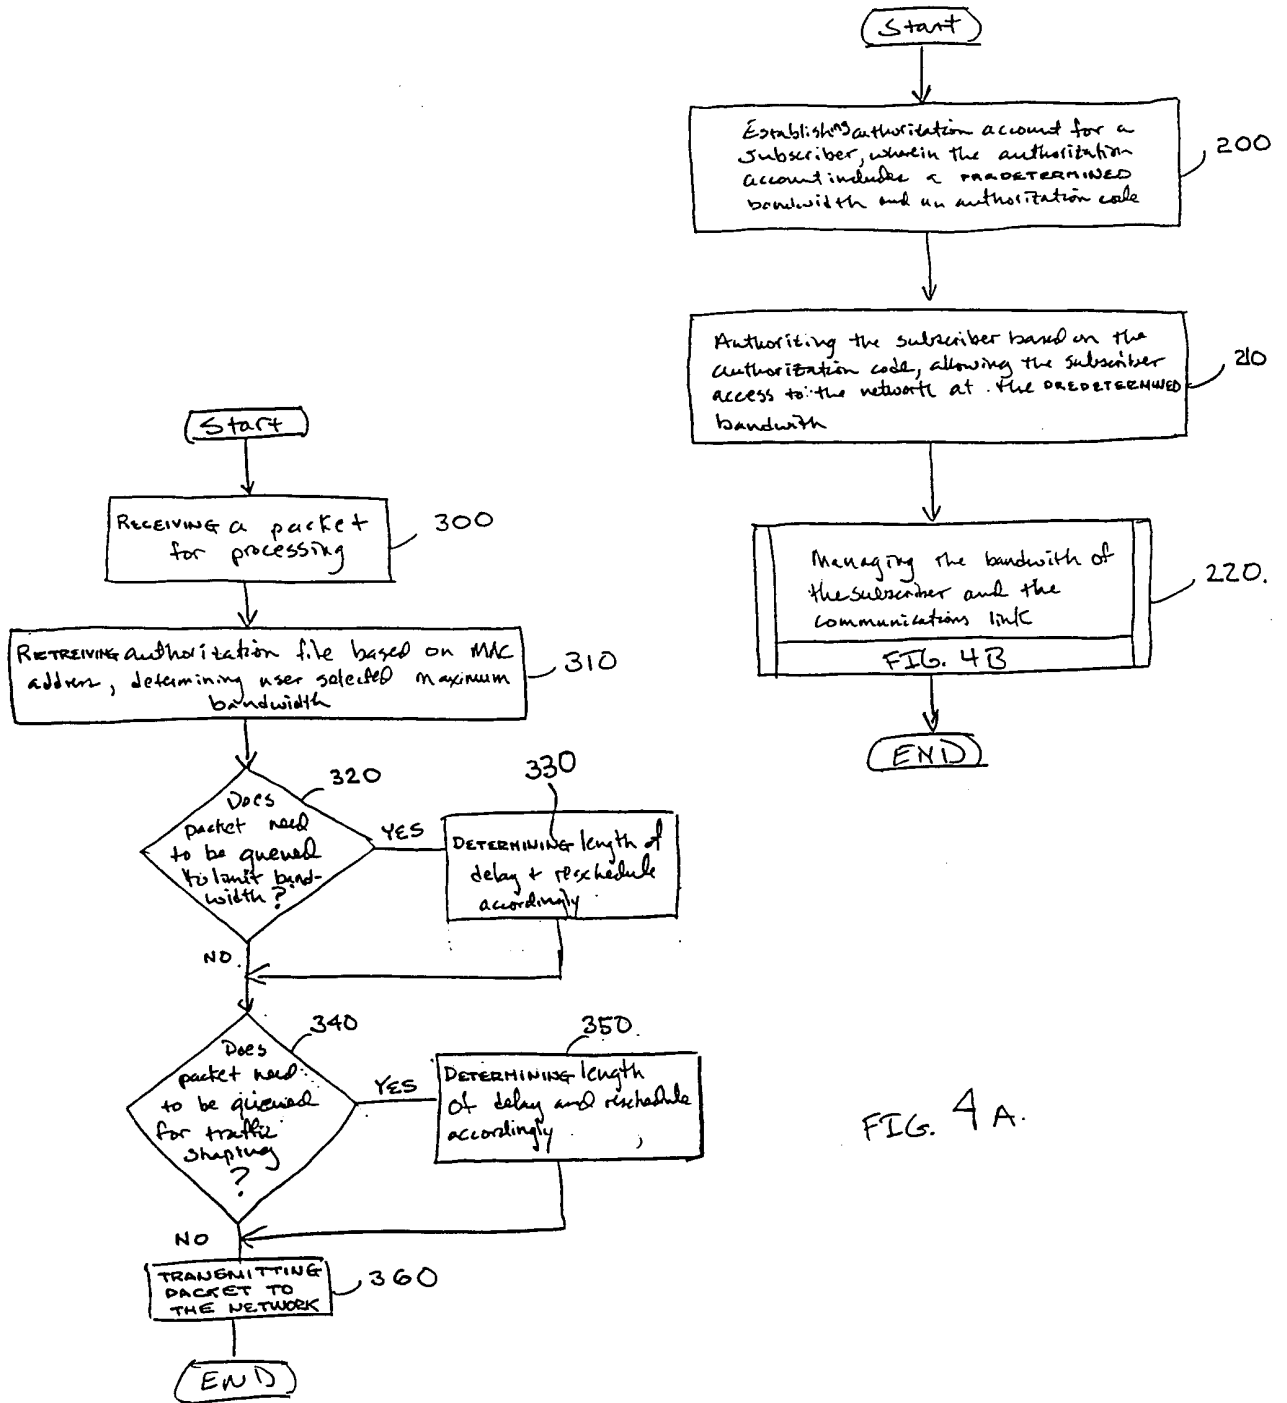 Start
Establishing authorization account for a
subscriber, wherein the authorization
account includes a PRADETERMINED
bandwidth and an authorization code
200
Authorizing the subscriber based on the
authorization code, allowing the subscriber
access to the network at the PREDETERMINED
bandwith
210
Managing the bandwith of
the subscriber and the
communications link
FIG. 4B
220.
END
Start
RECEIVING a packet
for processing
300
RETREIVING authorization file based on MAC
address, determining user selected maximum
bandwidth
310
Does
packet need
to be queued
to limit band-
width?
320
YES
330
DETERMINING length of
delay + reschedule
accordingly
NO
Does
packet need
to be queued
for traffic
shaping
?
340
YES
350.
DETERMINING length
of delay and reschedule
accordingly
NO
TRANSMITTING
PACKET TO
THE NETWORK
360
END
FIG. 4A.